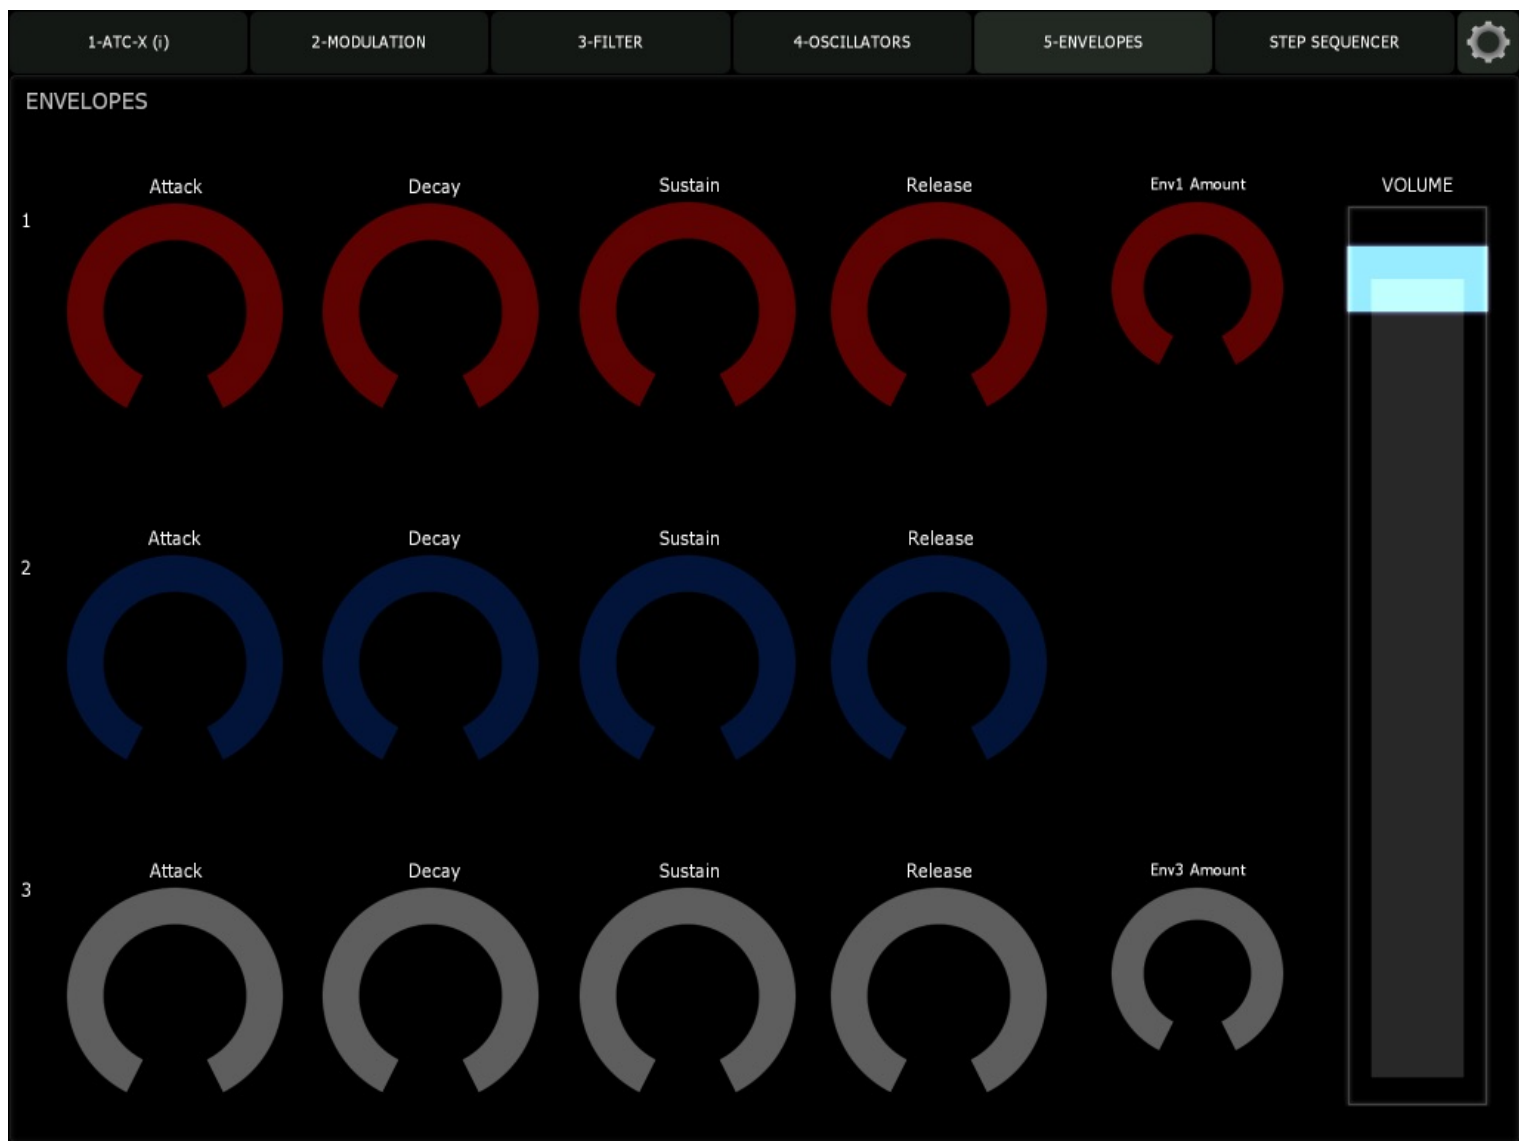 1-ATC-X (i) 2-MODULATION 3-FILTER 4-OSCILLATORS 5-ENVELOPES STEP SEQUENCER
ENVELOPES
Attack Decay Sustain Release Env1 Amount VOLUME
1
Attack Decay Sustain Release
2
Attack Decay Sustain Release Env3 Amount
3